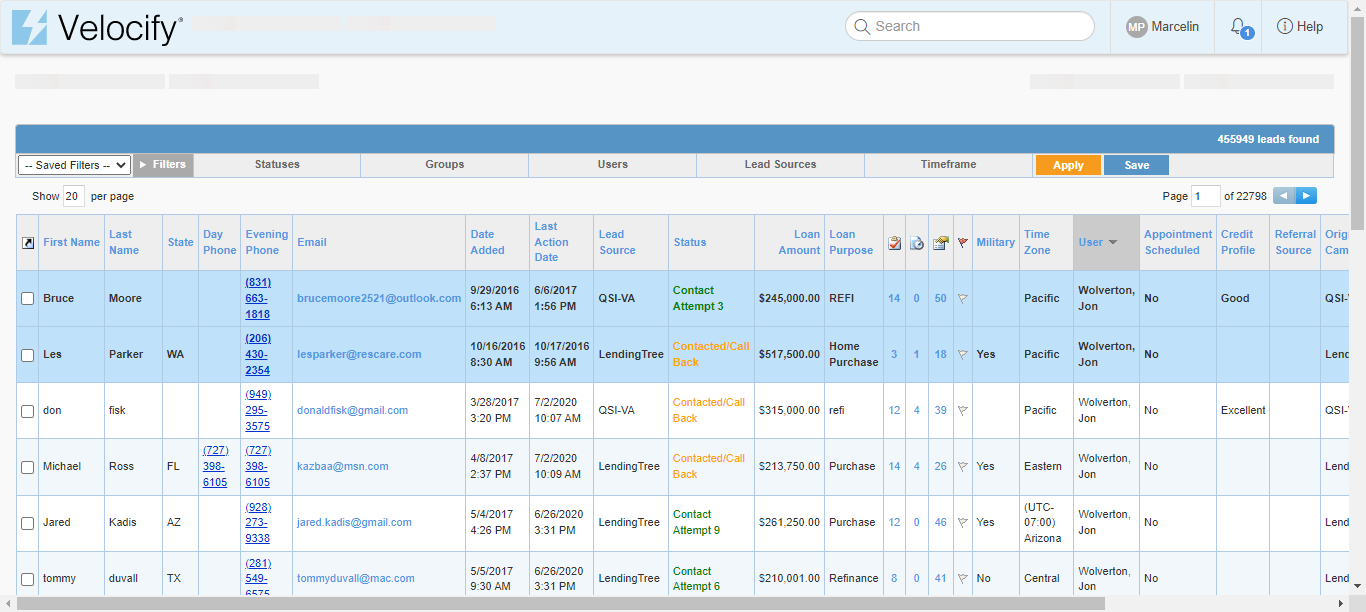 Velocify®
Search
MP Marcelin
1
Help
455949 leads found
-- Saved Filters --
Filters
Statuses
Groups
Users
Lead Sources
Timeframe
Apply
Save
Show 20 per page
Page 1 of 22798
First Name
Last Name
State
Day Phone
Evening Phone
Email
Date Added
Last Action Date
Lead Source
Status
Loan Amount
Loan Purpose
Military
Time Zone
User
Appointment Scheduled
Credit Profile
Referral Source
Orig
Cam
Bruce Moore (831) 663-1818 brucemoore2521@outlook.com 9/29/2016 6:13 AM 6/6/2017 1:56 PM QSI-VA Contact Attempt 3 $245,000.00 REFI 14 0 50 Pacific Wolverton, Jon No Good QSI-
Les Parker WA (206) 430-2354 lesparker@rescare.com 10/16/2016 8:30 AM 10/17/2016 9:56 AM LendingTree Contacted/Call Back $517,500.00 Home Purchase 3 1 18 Yes Pacific Wolverton, Jon No Lend
don fisk (949) 295-3575 donaldfisk@gmail.com 3/28/2017 3:20 PM 7/2/2020 10:07 AM QSI-VA Contacted/Call Back $315,000.00 refi 12 4 39 Pacific Wolverton, Jon No Excellent QSI-
Michael Ross FL (727) 398-6105 (727) 398-6105 kazbaa@msn.com 4/8/2017 2:37 PM 7/2/2020 10:09 AM LendingTree Contacted/Call Back $213,750.00 Purchase 14 4 26 Yes Eastern Wolverton, Jon No Lend
Jared Kadis AZ (928) 273-9338 jared.kadis@gmail.com 5/4/2017 4:26 PM 6/26/2020 3:31 PM LendingTree Contact Attempt 9 $261,250.00 Purchase 12 0 46 Yes (UTC-07:00) Arizona Wolverton, Jon No Lend
tommy duvall TX (281) 549-6575 tommyduvall@mac.com 5/5/2017 9:30 AM 6/26/2020 3:31 PM LendingTree Contact Attempt 6 $210,001.00 Refinance 8 0 41 No Central Wolverton, Jon No Lend